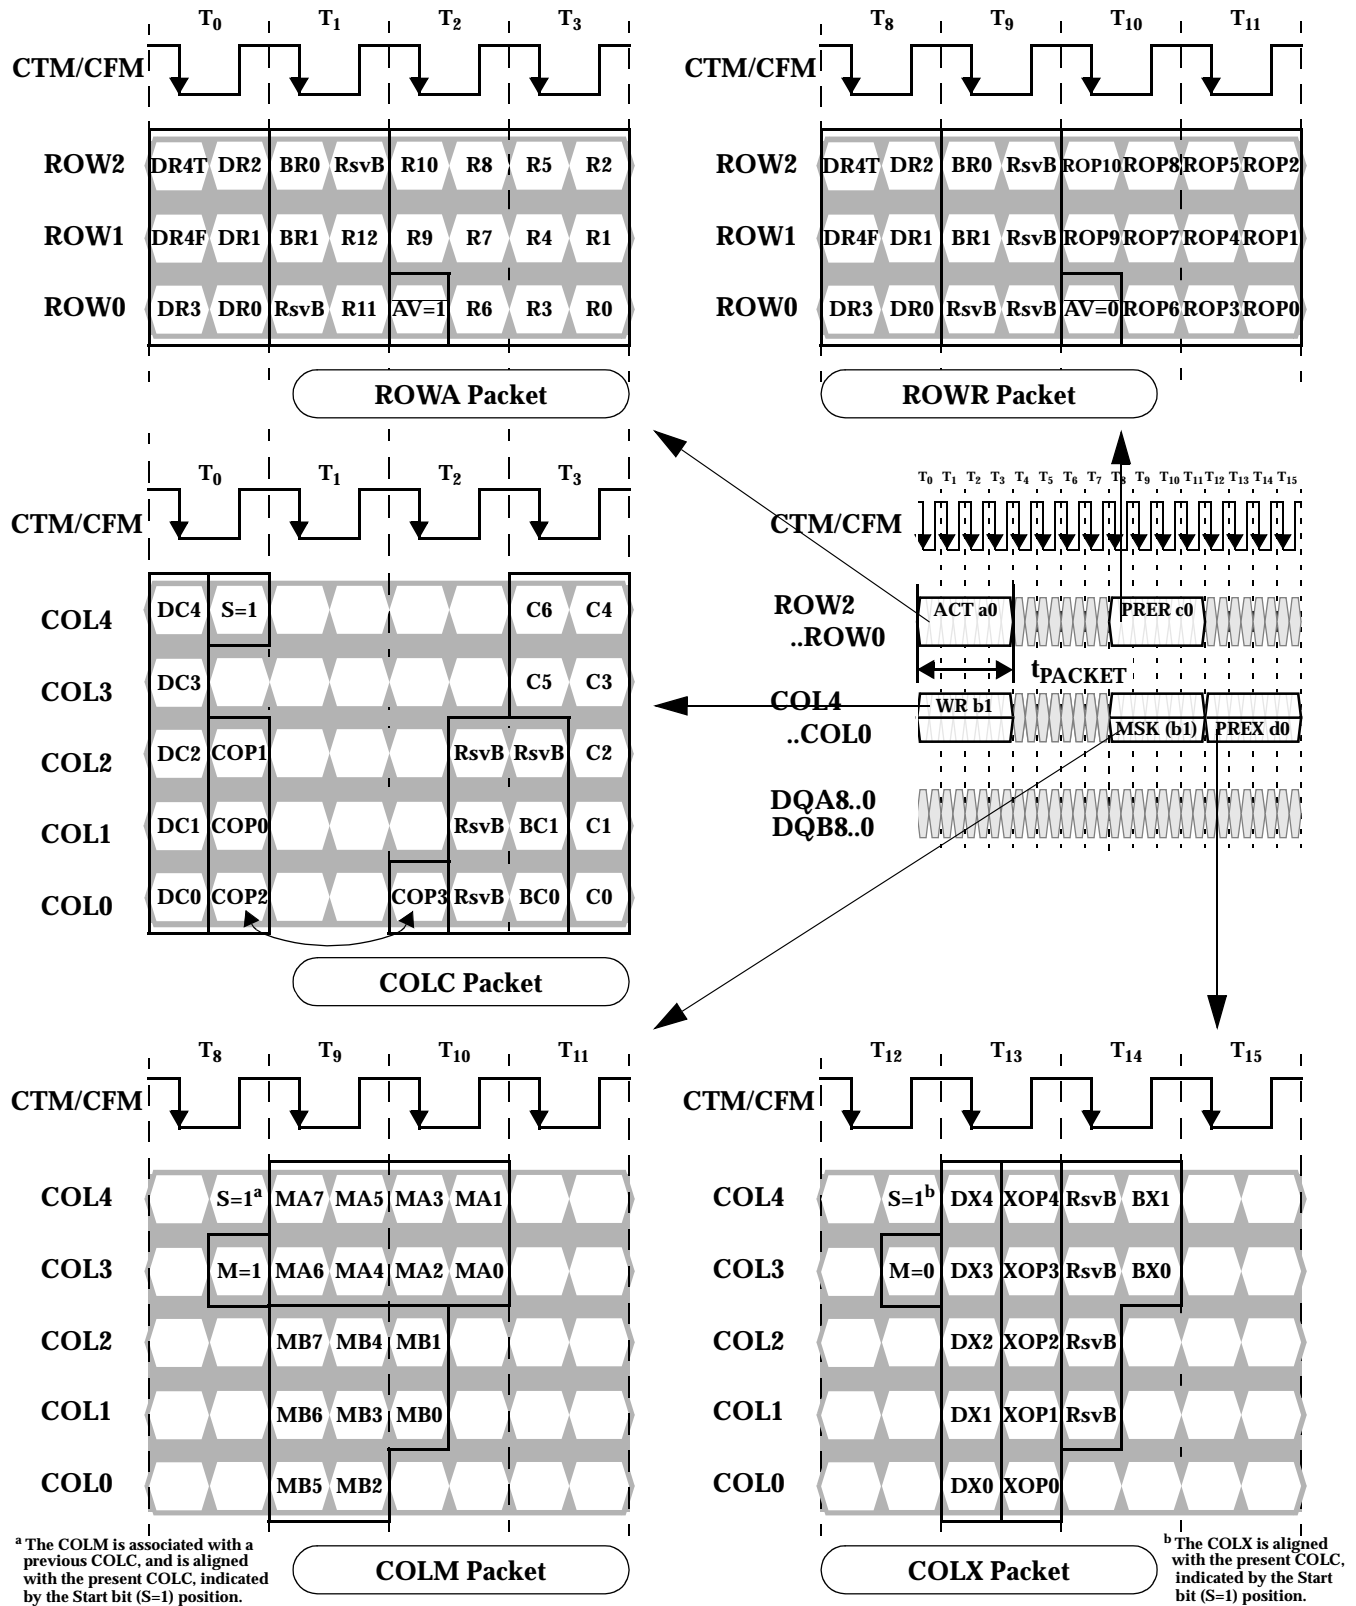 T0 T1 T2 T3
CTM/CFM
ROW2 DR4T DR2 BR0 RsvB R10 R8 R5 R2
ROW1 DR4F DR1 BR1 R12 R9 R7 R4 R1
ROW0 DR3 DR0 RsvB R11 AV=1 R6 R3 R0
ROWA Packet
T8 T9 T10 T11
CTM/CFM
ROW2 DR4T DR2 BR0 RsvB ROP10 ROP8 ROP5 ROP2
ROW1 DR4F DR1 BR1 RsvB ROP9 ROP7 ROP4 ROP1
ROW0 DR3 DR0 RsvB RsvB AV=0 ROP6 ROP3 ROP0
ROWR Packet
T0 T1 T2 T3
CTM/CFM
COL4 DC4 S=1 C6 C4
COL3 DC3 C5 C3
COL2 DC2 COP1 RsvB RsvB C2
COL1 DC1 COP0 RsvB BC1 C1
COL0 DC0 COP2 COP3 RsvB BC0 C0
COLC Packet
T0 T1 T2 T3 T4 T5 T6 T7 T8 T9 T10 T11 T12 T13 T14 T15
CTM/CFM
ROW2 ACT a0 PRER c0
..ROW0
tPACKET
COL4 WR b1
..COL0 MSK (b1) PREX d0
DQA8..0
DQB8..0
T8 T9 T10 T11
CTM/CFM
COL4 S=1a MA7 MA5 MA3 MA1
COL3 M=1 MA6 MA4 MA2 MA0
COL2 MB7 MB4 MB1
COL1 MB6 MB3 MB0
COL0 MB5 MB2
a The COLM is associated with a
previous COLC, and is aligned
with the present COLC, indicated
by the Start bit (S=1) position.
COLM Packet
T12 T13 T14 T15
CTM/CFM
COL4 S=1b DX4 XOP4 RsvB BX1
COL3 M=0 DX3 XOP3 RsvB BX0
COL2 DX2 XOP2 RsvB
COL1 DX1 XOP1 RsvB
COL0 DX0 XOP0
COLX Packet
b The COLX is aligned
with the present COLC,
indicated by the Start
bit (S=1) position.